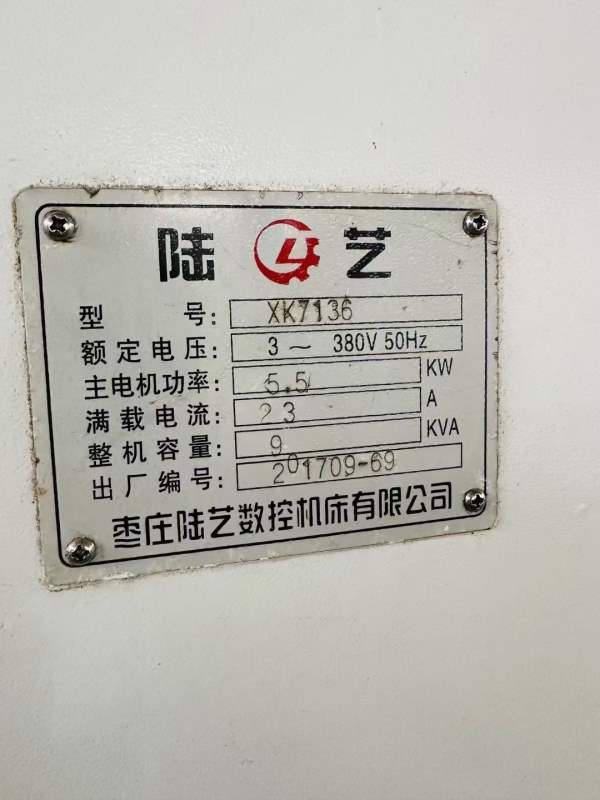 陆艺
型号: XK7136
额定电压: 3～ 380V 50Hz
主电机功率: 5.5 KW
满载电流: 23 A
整机容量: 9 KVA
出厂编号: 201709-69
枣庄陆艺数控机床有限公司